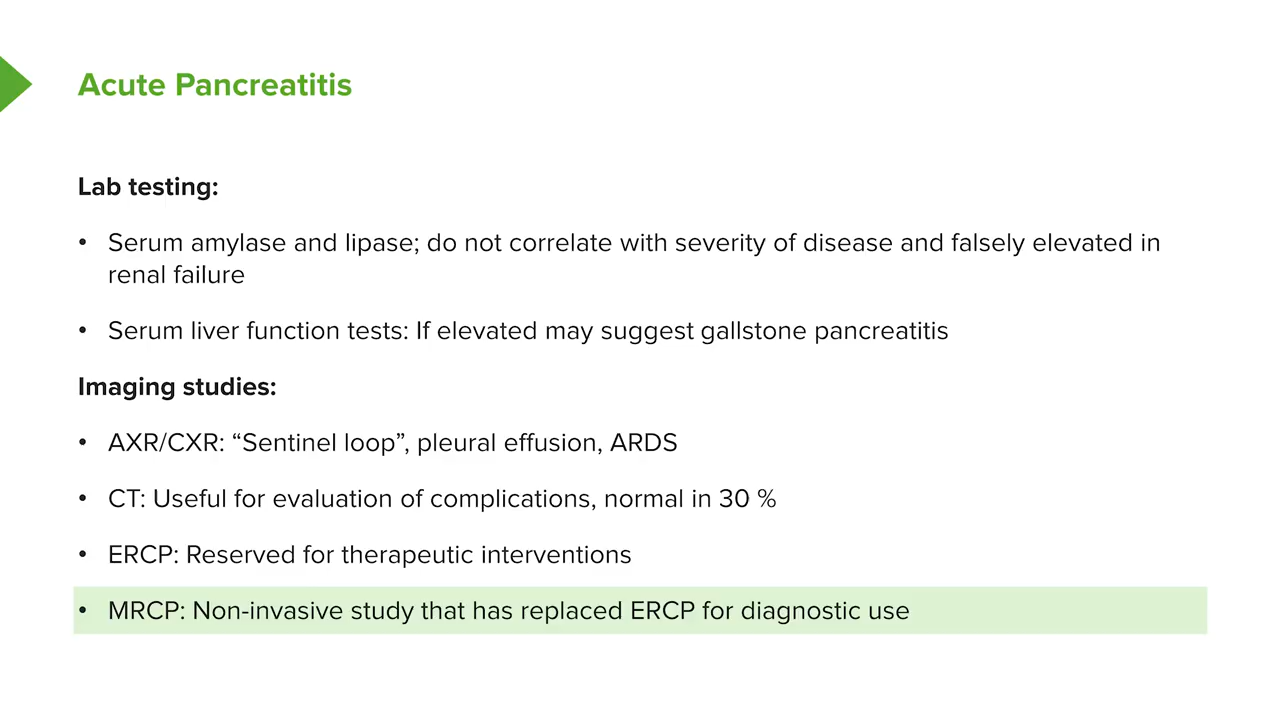 Acute Pancreatitis
Lab testing:
• Serum amylase and lipase; do not correlate with severity of disease and falsely elevated in
renal failure
• Serum liver function tests: If elevated may suggest gallstone pancreatitis
Imaging studies:
• AXR/CXR: “Sentinel loop”, pleural effusion, ARDS
• CT: Useful for evaluation of complications, normal in 30 %
• ERCP: Reserved for therapeutic interventions
• MRCP: Non-invasive study that has replaced ERCP for diagnostic use